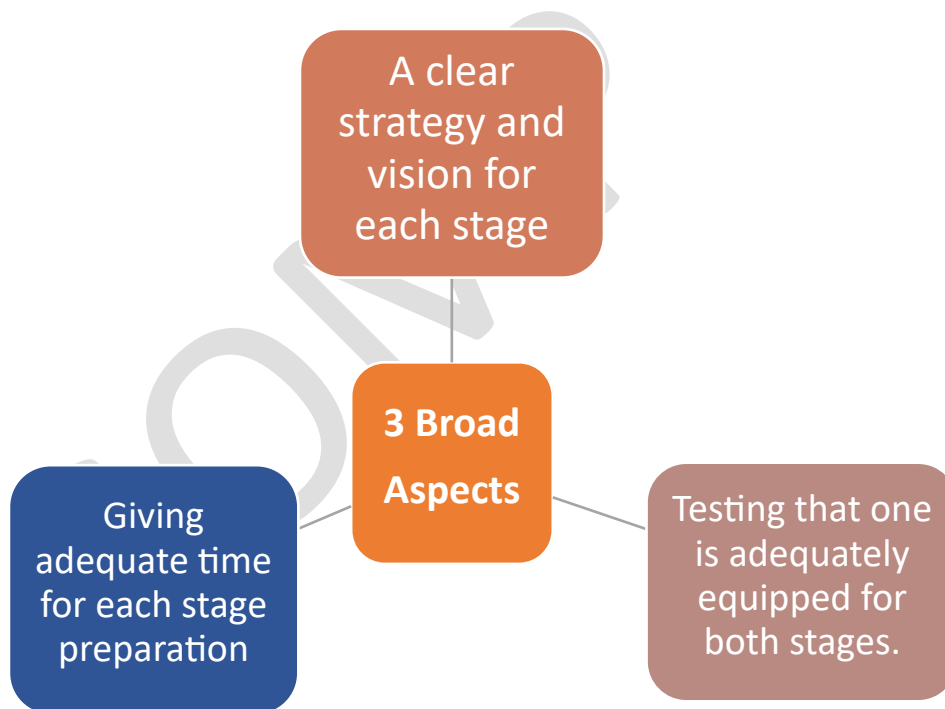 A clear
strategy and
vision for
each stage
3 Broad
Aspects
Giving
adequate time
for each stage
preparation
Testing that one
is adequately
equipped for
both stages.